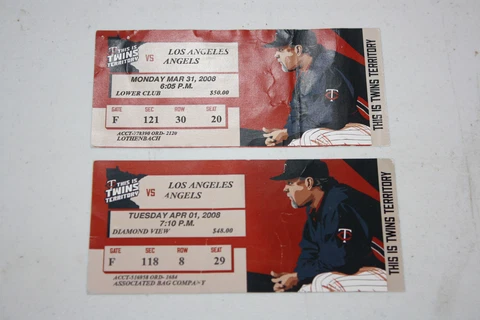 THIS IS
TWINS
TERRITORY
VS
LOS ANGELES
ANGELS
MONDAY MAR 31, 2008
6:05 P.M.
LOWER CLUB $50.00
GATE SEC ROW SEAT
F 121 30 20
LOTHENBACH
THIS IS TWINS TERRITORY
THIS IS
TWINS
TERRITORY
VS
LOS ANGELES
ANGELS
TUESDAY APR 01, 2008
7:10 P.M.
DIAMOND VIEW $48.00
GATE SEC ROW SEAT
F 118 8 29
ASSOCIATED BAG COMPANY
THIS IS TWINS TERRITORY